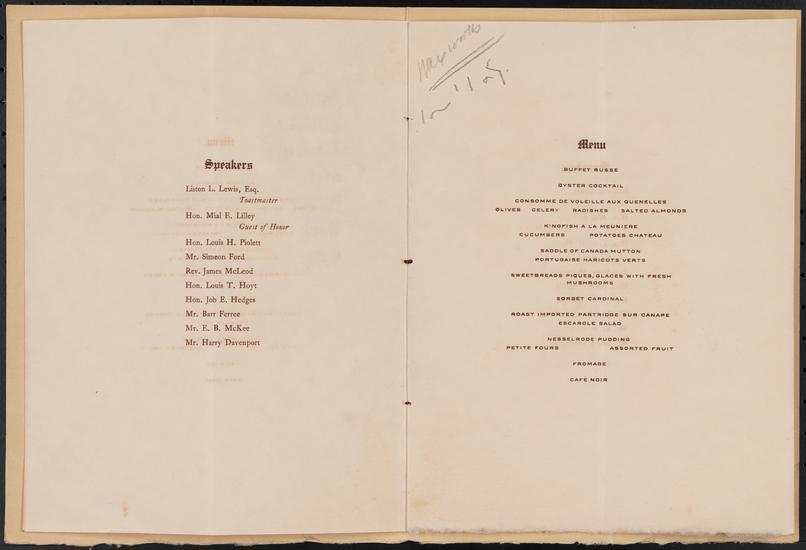 Speakers
Liston L. Lewis, Esq.
Toastmaster
Hon. Mial E. Lilley
Guest of Honor
Hon. Louis H. Piolett
Mr. Simeon Ford
Rev. James McLeod
Hon. Louis T. Hoyt
Hon. Job E. Hedges
Mr. Barr Ferree
Mr. E. B. McKee
Mr. Harry Davenport
Menu
BUFFET RUSSE
OYSTER COCKTAIL
CONSOMME DE VOLEILLE AUX QUENELLES
OLIVES CELERY RADISHES SALTED ALMONDS
KINGFISH A LA MEUNIERE
CUCUMBERS POTATOES CHATEAU
SADDLE OF CANADA MUTTON
PORTUGAISE HARICOTS VERTS
SWEETBREADS PIQUES, GLACES WITH FRESH
MUSHROOMS
SORBET CARDINAL
ROAST IMPORTED PARTRIDGE SUR CANAPE
ESCAROLE SALAD
NESSELRODE PUDDING
PETITE FOURS ASSORTED FRUIT
FROMAGE
CAFE NOIR